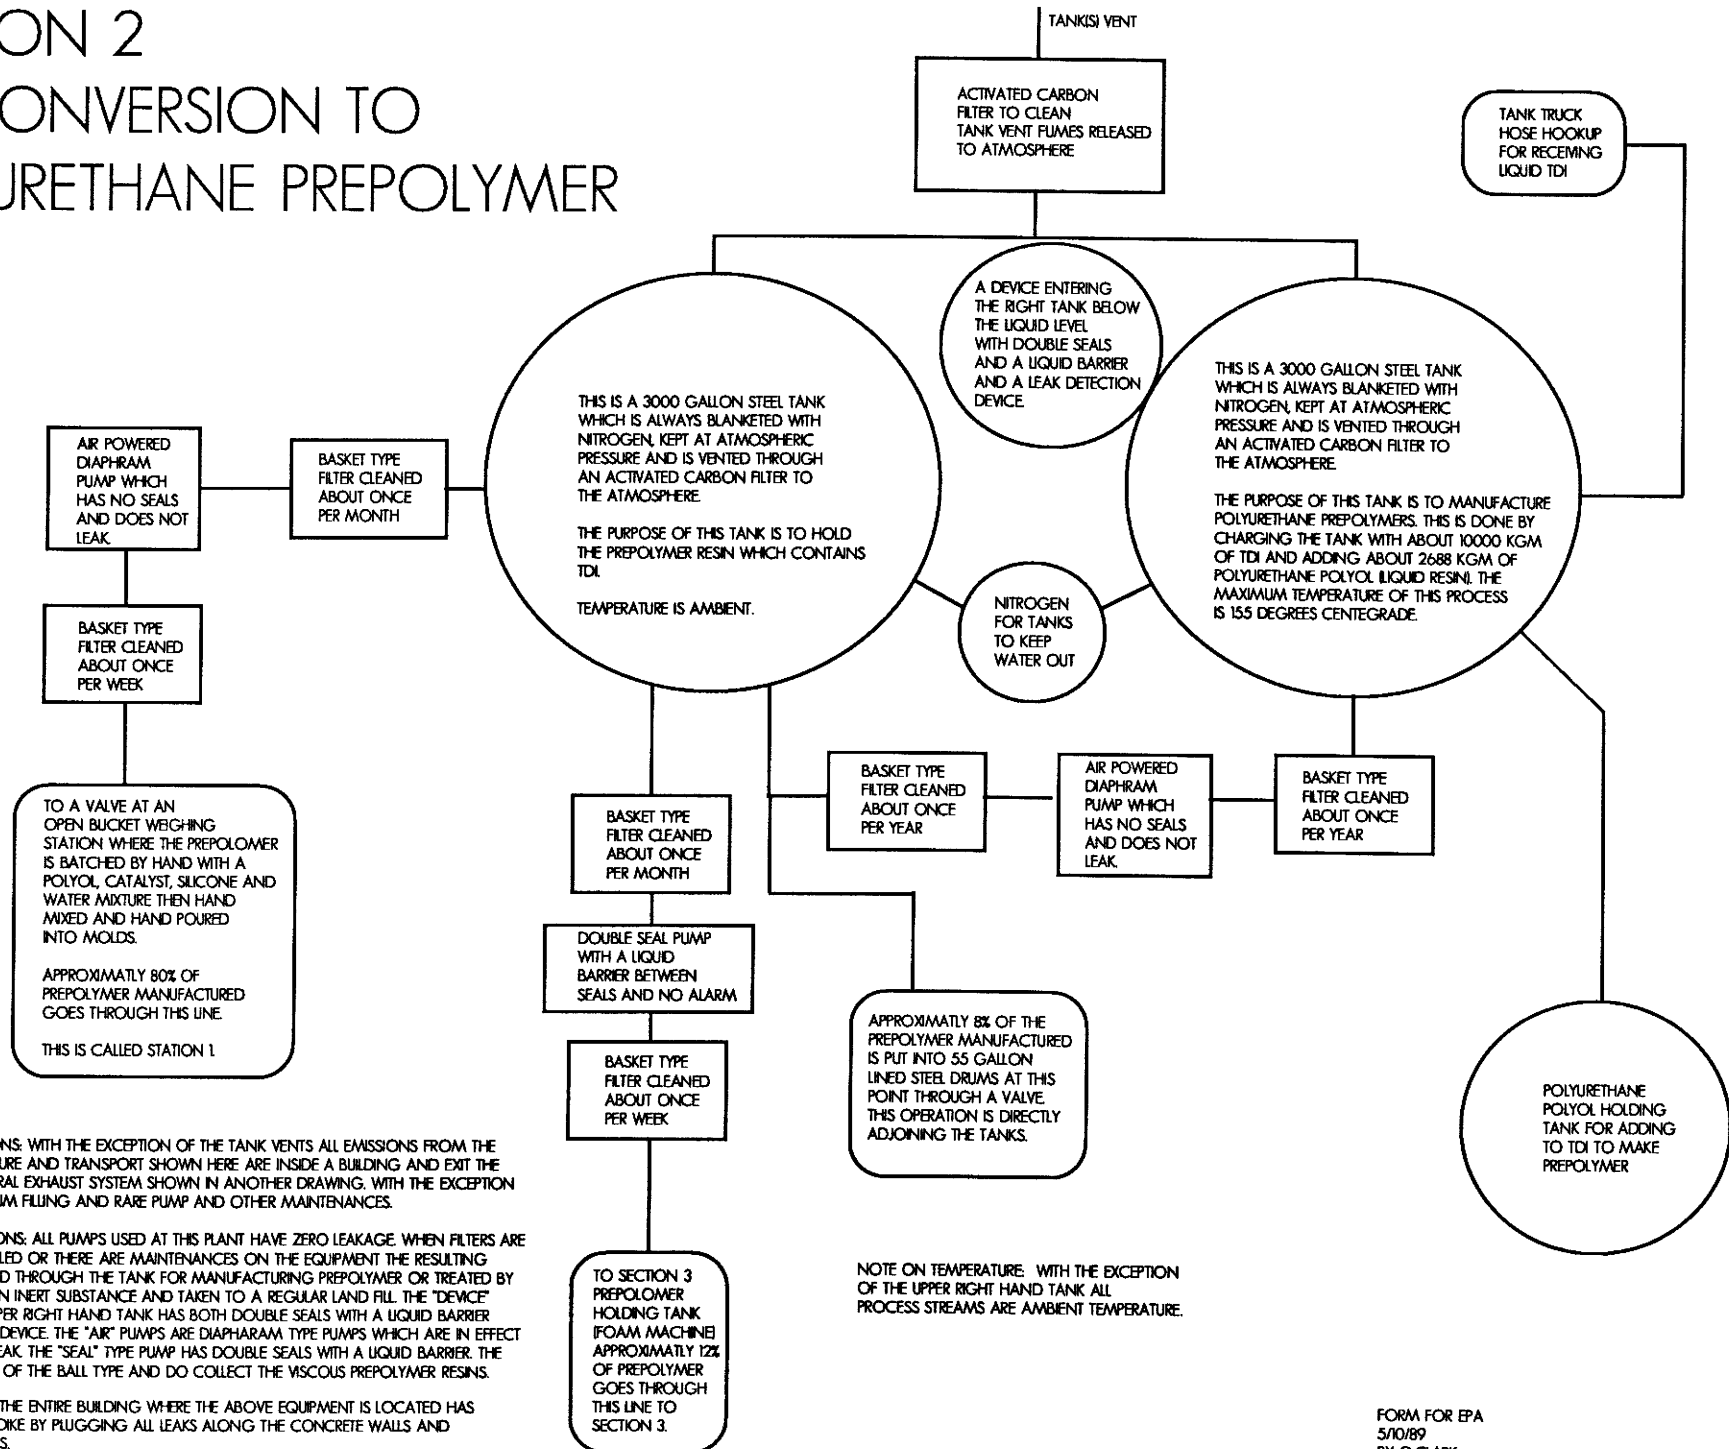 ON 2
ONVERSION TO
URETHANE PREPOLYMER
TANK(S) VENT
ACTIVATED CARBON
FILTER TO CLEAN
TANK VENT FUMES RELEASED
TO ATMOSPHERE
TANK TRUCK
HOSE HOOKUP
FOR RECEIVING
LIQUID TDI
A DEVICE ENTERING
THE RIGHT TANK BELOW
THE LIQUID LEVEL
WITH DOUBLE SEALS
AND A LIQUID BARRIER
AND A LEAK DETECTION
DEVICE.
THIS IS A 3000 GALLON STEEL TANK
WHICH IS ALWAYS BLANKETED WITH
NITROGEN, KEPT AT ATMOSPHERIC
PRESSURE AND IS VENTED THROUGH
AN ACTIVATED CARBON FILTER TO
THE ATMOSPHERE.
THE PURPOSE OF THIS TANK IS TO HOLD
THE PREPOLYMER RESIN WHICH CONTAINS
TDI.
TEMPERATURE IS AMBIENT.
THIS IS A 3000 GALLON STEEL TANK
WHICH IS ALWAYS BLANKETED WITH
NITROGEN, KEPT AT ATMOSPHERIC
PRESSURE AND IS VENTED THROUGH
AN ACTIVATED CARBON FILTER TO
THE ATMOSPHERE.
THE PURPOSE OF THIS TANK IS TO MANUFACTURE
POLYURETHANE PREPOLYMERS. THIS IS DONE BY
CHARGING THE TANK WITH ABOUT 10000 KGM
OF TDI AND ADDING ABOUT 2688 KGM OF
POLYURETHANE POLYOL (LIQUID RESIN). THE
MAXIMUM TEMPERATURE OF THIS PROCESS
IS 155 DEGREES CENTEGRADE.
AIR POWERED
DIAPHRAM
PUMP WHICH
HAS NO SEALS
AND DOES NOT
LEAK.
BASKET TYPE
FILTER CLEANED
ABOUT ONCE
PER MONTH
BASKET TYPE
FILTER CLEANED
ABOUT ONCE
PER WEEK
NITROGEN
FOR TANKS
TO KEEP
WATER OUT
TO A VALVE AT AN
OPEN BUCKET WEIGHING
STATION WHERE THE PREPOLOMER
IS BATCHED BY HAND WITH A
POLYOL, CATALYST, SILICONE AND
WATER MIXTURE THEN HAND
MIXED AND HAND POURED
INTO MOLDS.
APPROXIMATLY 80% OF
PREPOLYMER MANUFACTURED
GOES THROUGH THIS LINE.
THIS IS CALLED STATION 1.
BASKET TYPE
FILTER CLEANED
ABOUT ONCE
PER MONTH
BASKET TYPE
FILTER CLEANED
ABOUT ONCE
PER YEAR
AIR POWERED
DIAPHRAM
PUMP WHICH
HAS NO SEALS
AND DOES NOT
LEAK.
BASKET TYPE
FILTER CLEANED
ABOUT ONCE
PER YEAR
DOUBLE SEAL PUMP
WITH A LIQUID
BARRIER BETWEEN
SEALS AND NO ALARM
BASKET TYPE
FILTER CLEANED
ABOUT ONCE
PER WEEK
APPROXIMATLY 8% OF THE
PREPOLYMER MANUFACTURED
IS PUT INTO 55 GALLON
LINED STEEL DRUMS AT THIS
POINT THROUGH A VALVE.
THIS OPERATION IS DIRECTLY
ADJOINING THE TANKS.
POLYURETHANE
POLYOL HOLDING
TANK FOR ADDING
TO TDI TO MAKE
PREPOLYMER
NS: WITH THE EXCEPTION OF THE TANK VENTS ALL EMISSIONS FROM THE
URE AND TRANSPORT SHOWN HERE ARE INSIDE A BUILDING AND EXIT THE
RAL EXHAUST SYSTEM SHOWN IN ANOTHER DRAWING. WITH THE EXCEPTION
UM FILLING AND RARE PUMP AND OTHER MAINTENANCES.
ONS: ALL PUMPS USED AT THIS PLANT HAVE ZERO LEAKAGE. WHEN FILTERS ARE
LED OR THERE ARE MAINTENANCES ON THE EQUIPMENT THE RESULTING
D THROUGH THE TANK FOR MANUFACTURING PREPOLYMER OR TREATED BY
N INERT SUBSTANCE AND TAKEN TO A REGULAR LAND FILL. THE "DEVICE"
PER RIGHT HAND TANK HAS BOTH DOUBLE SEALS WITH A LIQUID BARRIER
DEVICE. THE "AIR" PUMPS ARE DIAPHARAM TYPE PUMPS WHICH ARE IN EFFECT
EAK. THE "SEAL" TYPE PUMP HAS DOUBLE SEALS WITH A LIQUID BARRIER. THE
OF THE BALL TYPE AND DO COLLECT THE VISCOUS PREPOLYMER RESINS.
THE ENTIRE BUILDING WHERE THE ABOVE EQUIPMENT IS LOCATED HAS
DIKE BY PLUGGING ALL LEAKS ALONG THE CONCRETE WALLS AND
S.
TO SECTION 3
PREPOLOMER
HOLDING TANK
(FOAM MACHINE)
APPROXIMATLY 12%
OF PREPOLYMER
GOES THROUGH
THIS LINE TO
SECTION 3.
NOTE ON TEMPERATURE: WITH THE EXCEPTION
OF THE UPPER RIGHT HAND TANK ALL
PROCESS STREAMS ARE AMBIENT TEMPERATURE.
FORM FOR EPA
5/10/89